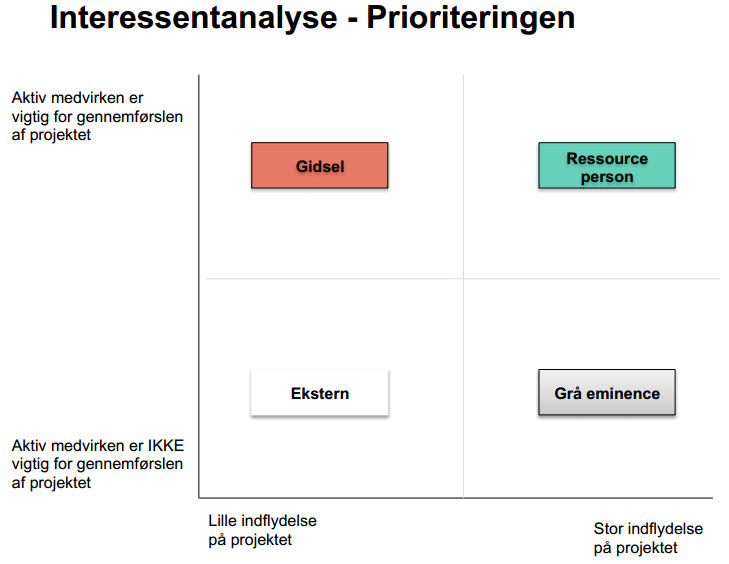 Interessentanalyse - Prioriteringen
Aktiv medvirken er
vigtig for gennemførslen
af projektet
Gidsel
Ressource
person
Ekstern
Grå eminence
Aktiv medvirken er IKKE
vigtig for gennemførslen
af projektet
Lille indflydelse
på projektet
Stor indflydelse
på projektet